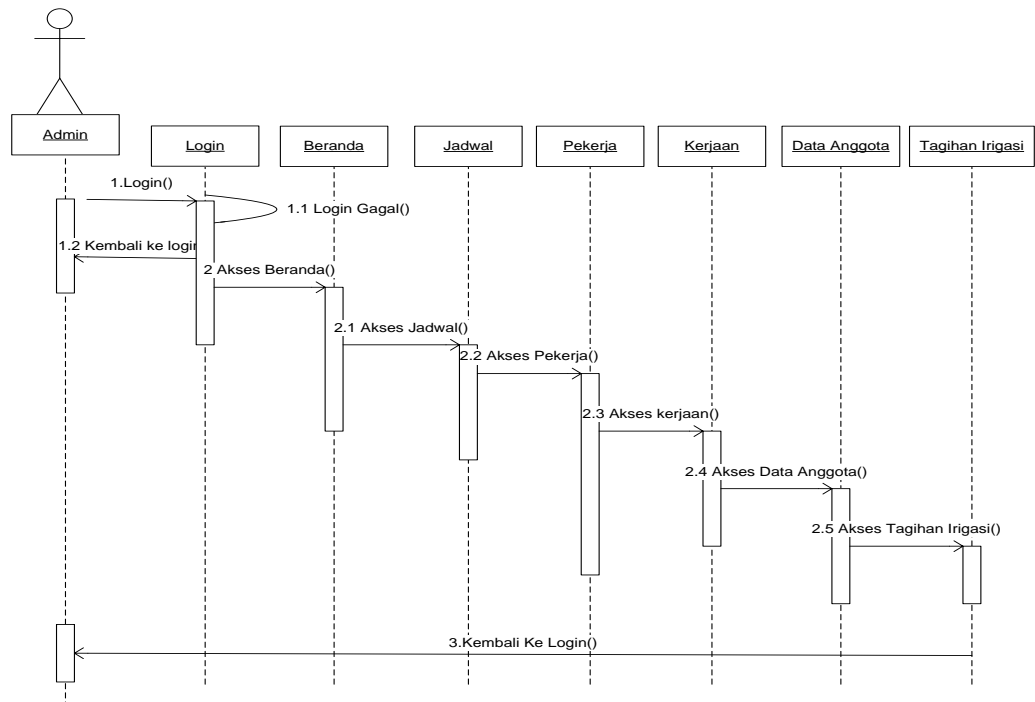 Admin
Login
Beranda
Jadwal
Pekerja
Kerjaan
Data Anggota
Tagihan Irigasi
1.Login()
1.1 Login Gagal()
1.2 Kembali ke login
2 Akses Beranda()
2.1 Akses Jadwal()
2.2 Akses Pekerja()
2.3 Akses kerjaan()
2.4 Akses Data Anggota()
2.5 Akses Tagihan Irigasi()
3.Kembali Ke Login()